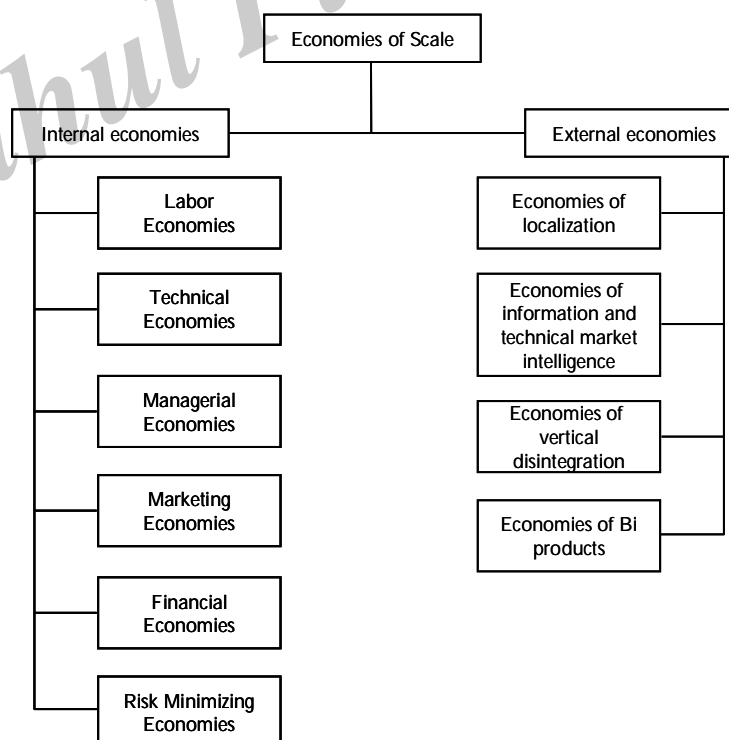 Economies of Scale
Internal economies
External economies
Labor
Economies
Technical
Economies
Managerial
Economies
Marketing
Economies
Financial
Economies
Risk Minimizing
Economies
Economies of
localization
Economies of
information and
technical market
intelligence
Economies of
vertical
disintegration
Economies of Bi
products